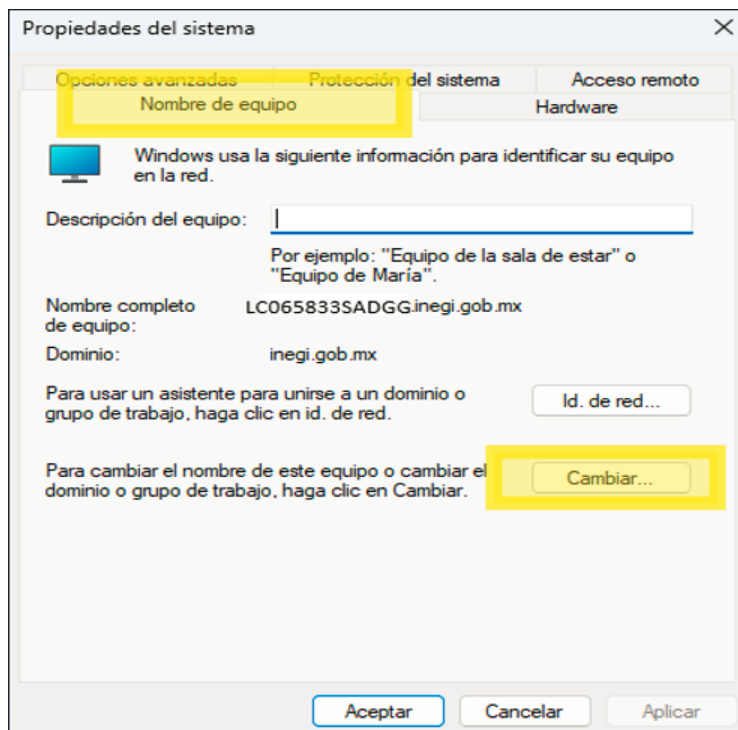 Propiedades del sistema
Opciones avanzadas Protección del sistema Acceso remoto
Nombre de equipo Hardware
Windows usa la siguiente información para identificar su equipo
en la red.
Descripción del equipo:
Por ejemplo: "Equipo de la sala de estar" o
"Equipo de María".
Nombre completo LC065833SADGG.inegi.gob.mx
de equipo:
Dominio: inegi.gob.mx
Para usar un asistente para unirse a un dominio o
grupo de trabajo, haga clic en id. de red.
Id. de red...
Para cambiar el nombre de este equipo o cambiar el
dominio o grupo de trabajo, haga clic en Cambiar.
Cambiar...
Aceptar Cancelar Aplicar